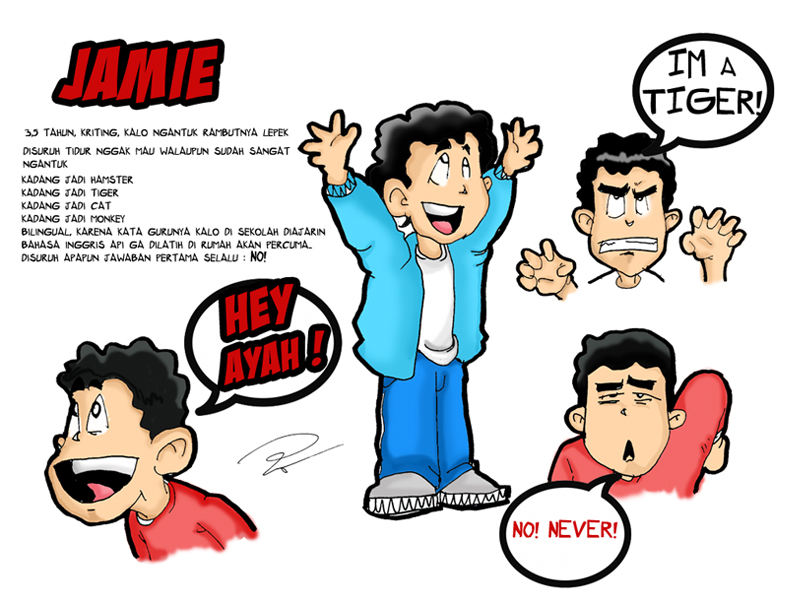 JAMIE
3,5 TAHUN, KRITING, KALO NGANTUK RAMBUTNYA LEPEK
DISURUH TIDUR NGGAK MAU WALAUPUN SUDAH SANGAT
NGANTUK
KADANG JADI HAMSTER
KADANG JADI TIGER
KADANG JADI CAT
KADANG JADI MONKEY
BILINGUAL, KARENA KATA GURUNYA KALO DI SEKOLAH DIAJARIN
BAHASA INGGRIS API GA DILATIH DI RUMAH AKAN PERCUMA..
DISURUH APAPUN JAWABAN PERTAMA SELALU : NO!
IM A
TIGER!
HEY
AYAH !
NO! NEVER!